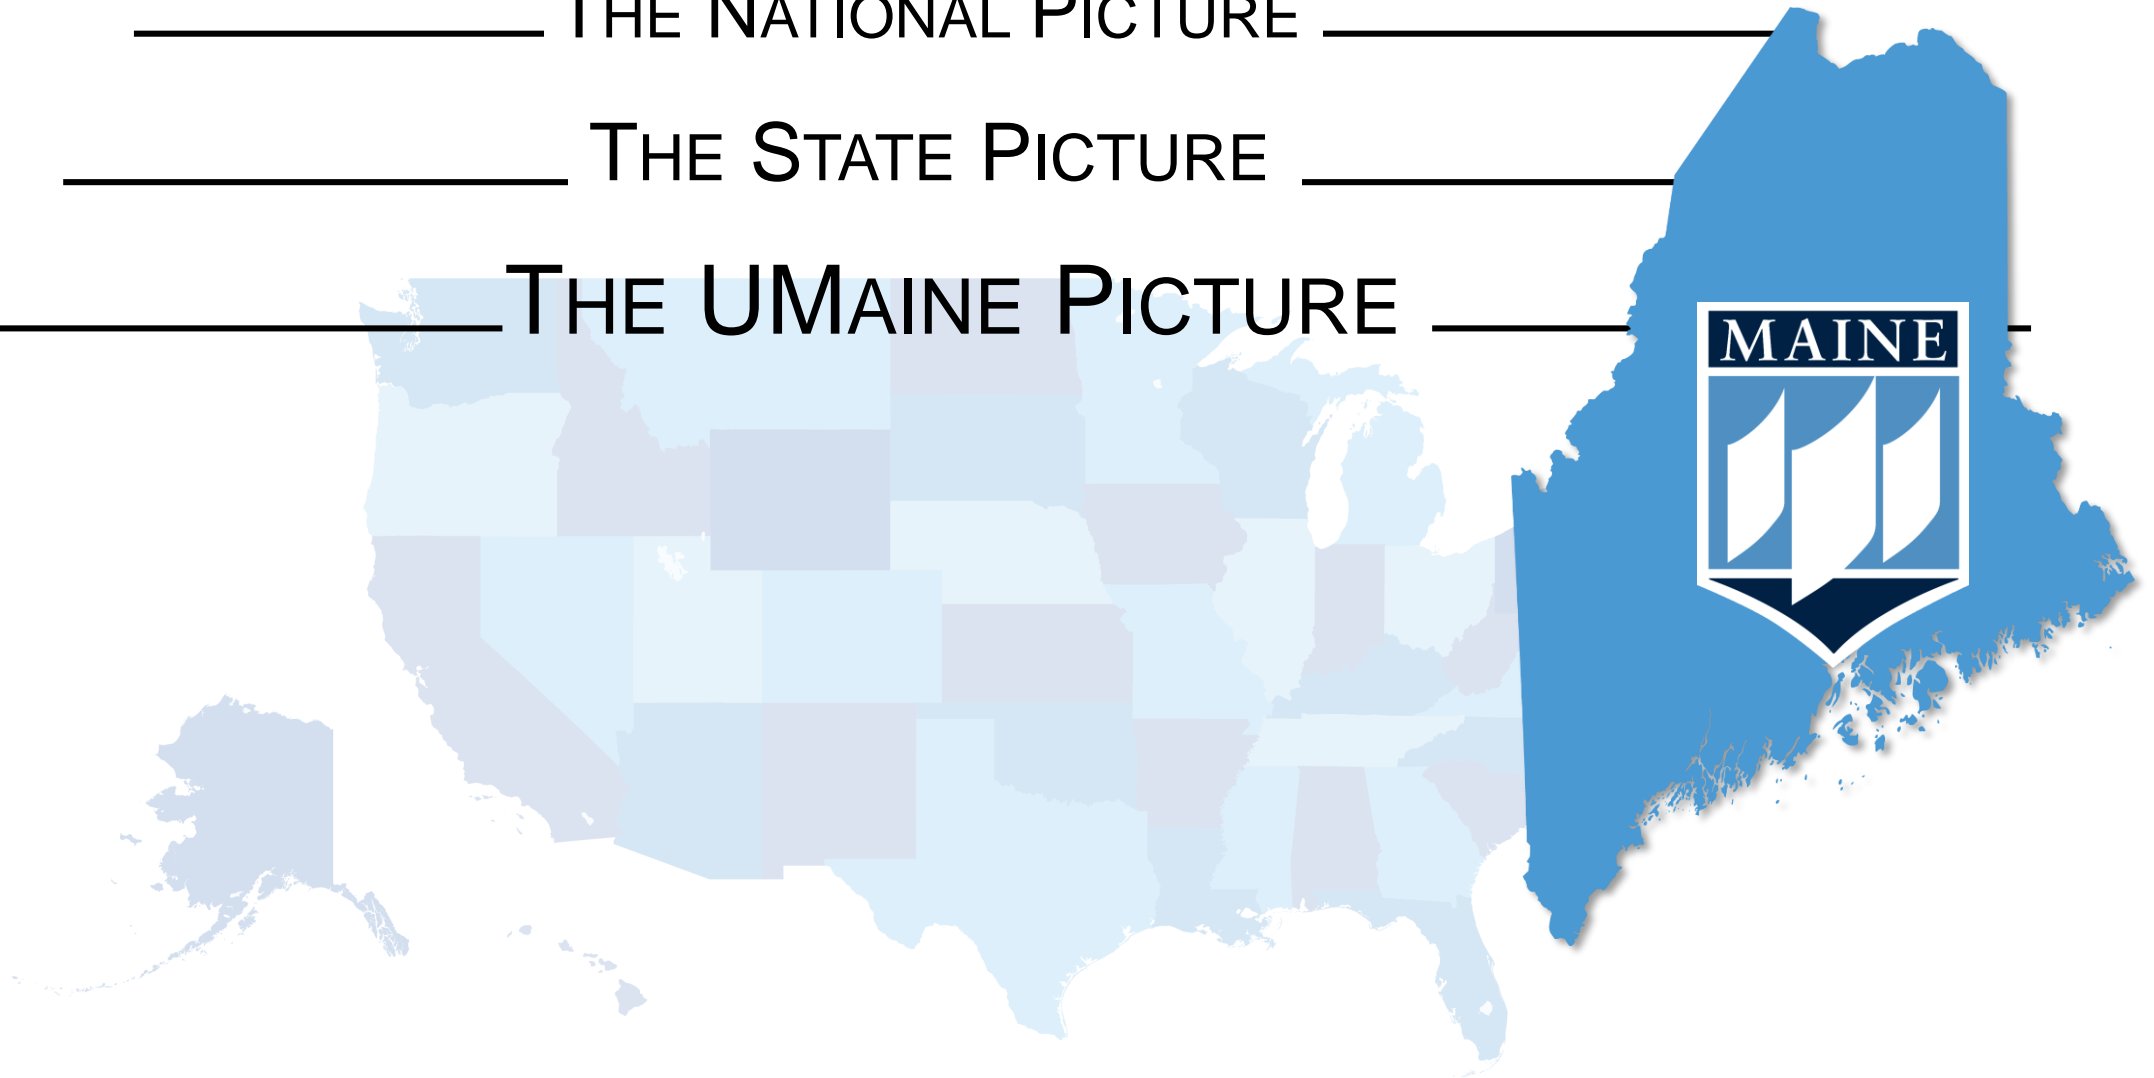 THE NATIONAL PICTURE
THE STATE PICTURE
THE UMAINE PICTURE
MAINE